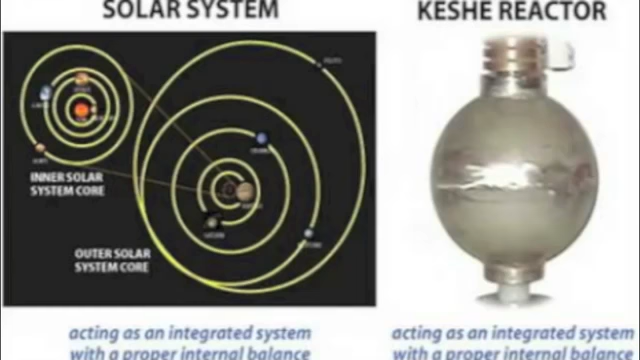 SOLAR SYSTEM
KESHE REACTOR
INNER SOLAR
SYSTEM CORE
OUTER SOLAR
SYSTEM CORE
acting as an integrated system
with a proper internal balance
acting as an integrated system
with a proper internal balance